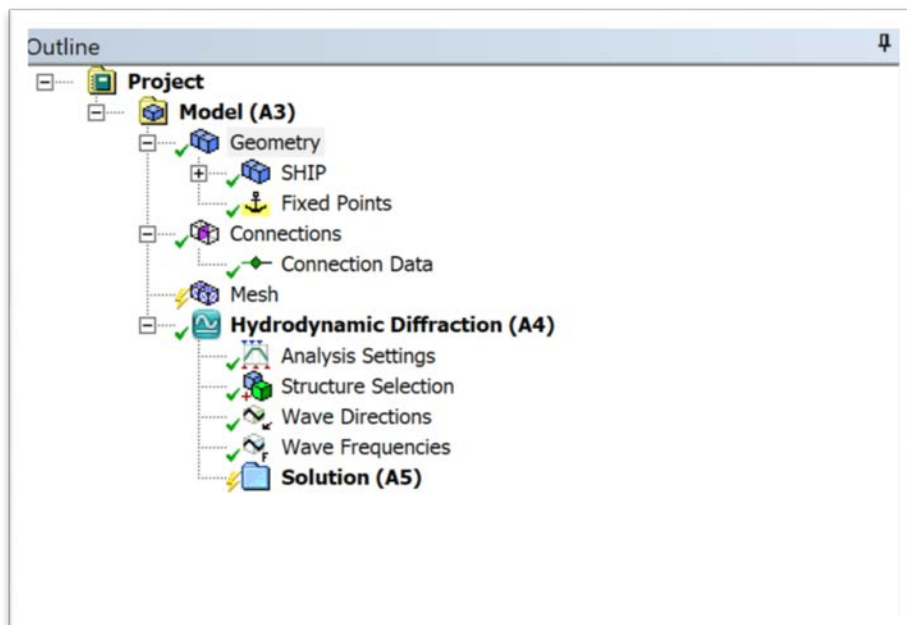 Outline
Project
Model (A3)
Geometry
SHIP
Fixed Points
Connections
Connection Data
Mesh
Hydrodynamic Diffraction (A4)
Analysis Settings
Structure Selection
Wave Directions
Wave Frequencies
Solution (A5)